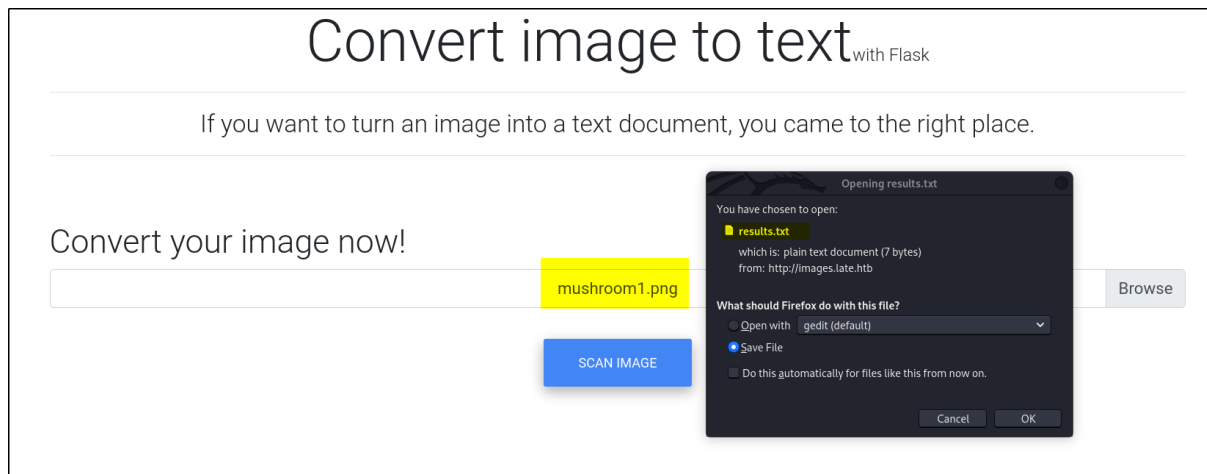 Convert image to text with Flask
If you want to turn an image into a text document, you came to the right place.
Convert your image now!
mushroom1.png
Browse
SCAN IMAGE
Opening results.txt
You have chosen to open:
results.txt
which is: plain text document (7 bytes)
from: http://images.late.htb
What should Firefox do with this file?
Open with gedit (default)
Save File
Do this automatically for files like this from now on.
Cancel OK